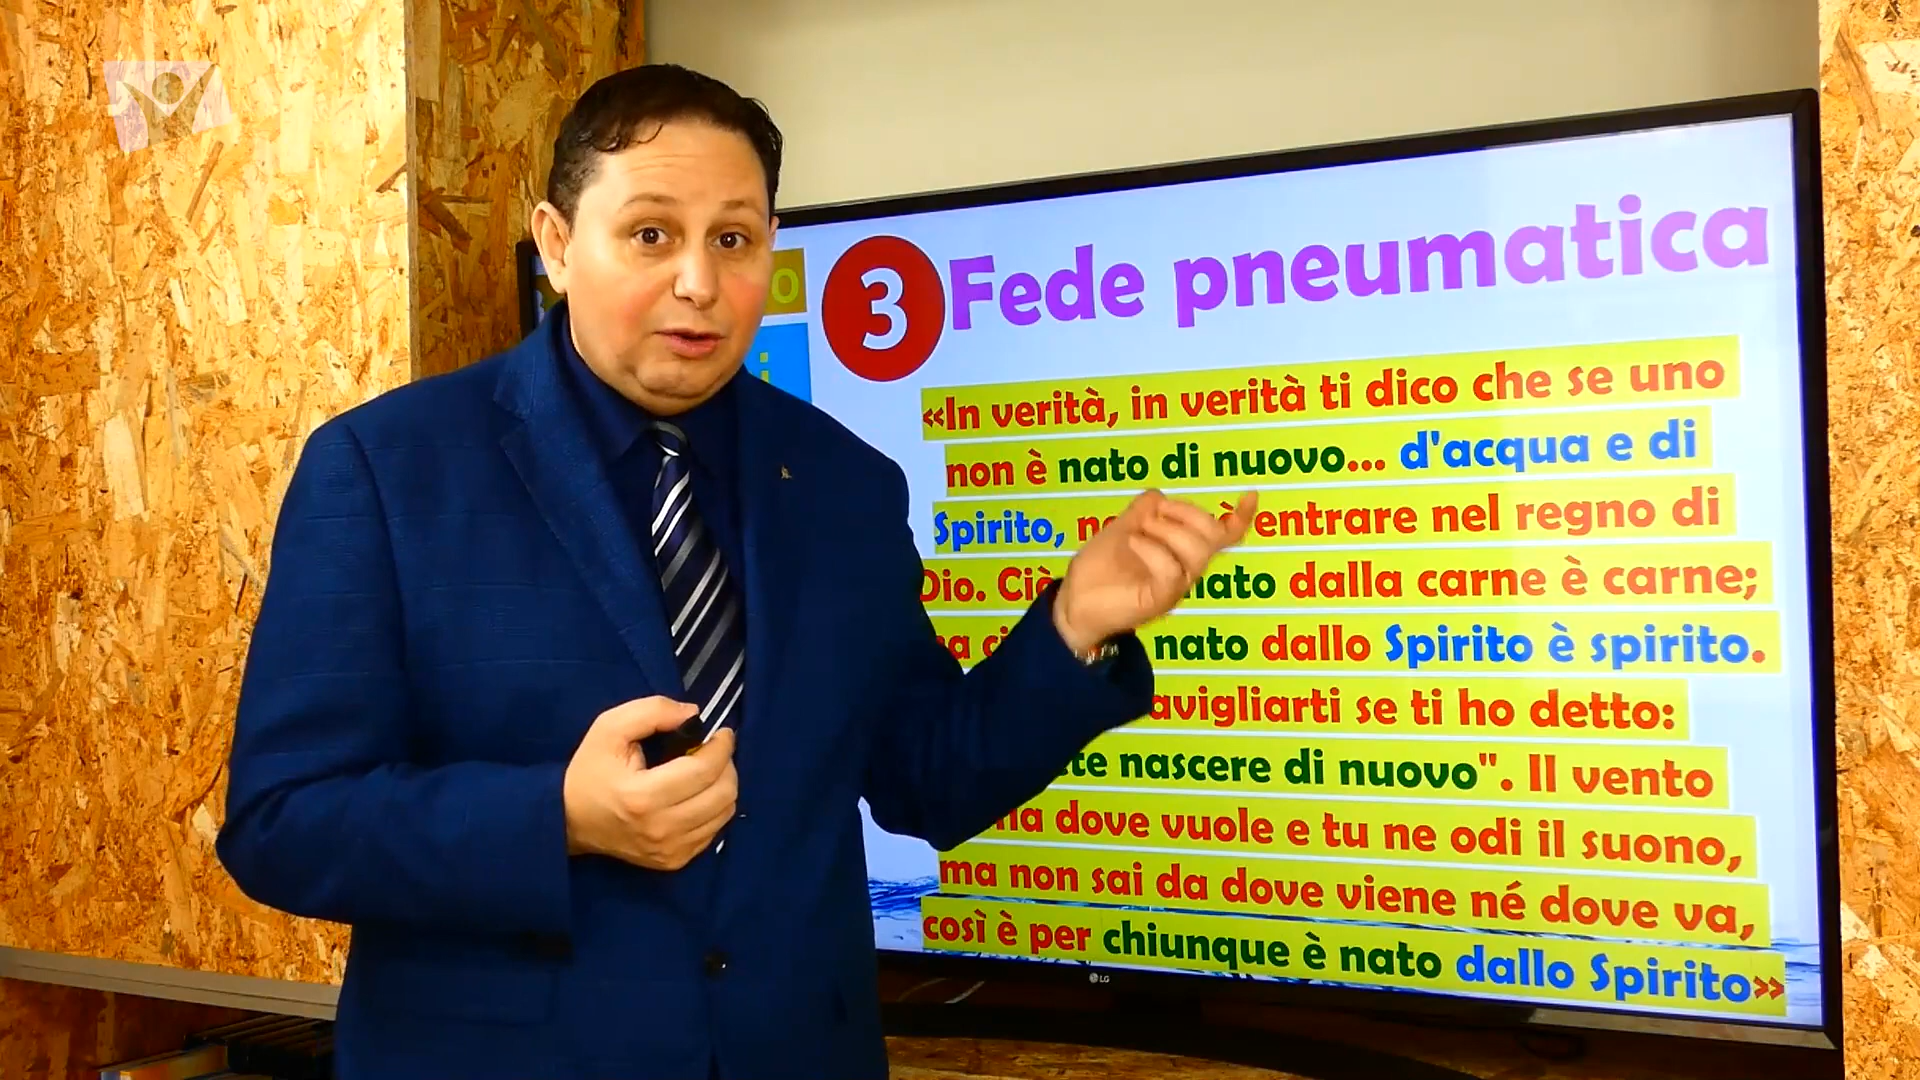 3 Fede pneumatica
«In verità, in verità ti dico che se uno
non è nato di nuovo... d'acqua e di
Spirito, entrare nel regno di
Dio. Ciò nato dalla carne è carne;
nato dallo Spirito è spirito.
se ti ho detto:
nascere di nuovo". Il vento
dove vuole e tu ne odi il suono,
ma non sai da dove viene né dove va,
così è per chiunque è nato dallo Spirito»
LG